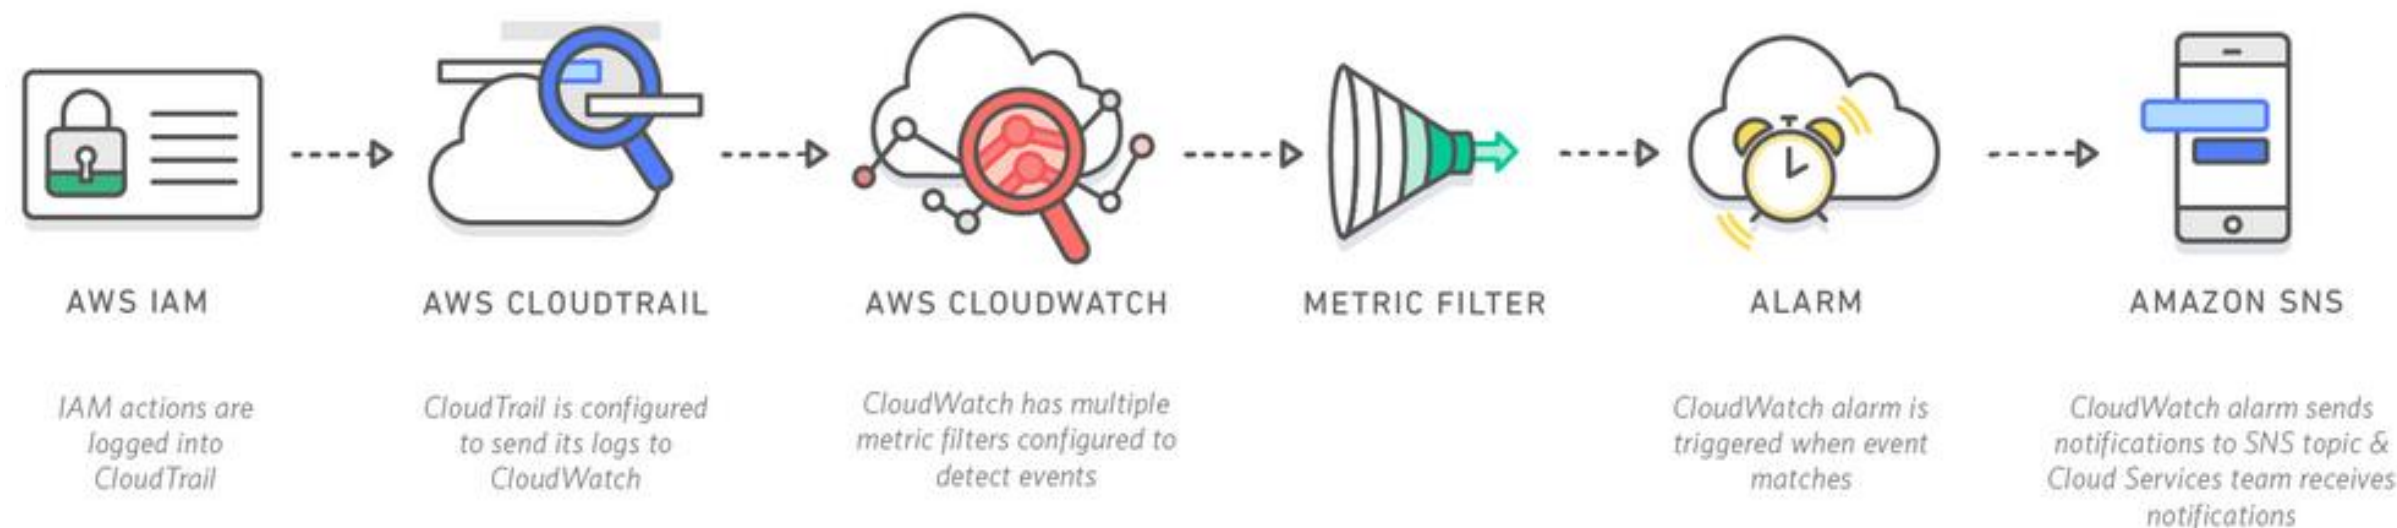 AWS IAM
AWS CLOUDTRAIL
AWS CLOUDWATCH
METRIC FILTER
ALARM
AMAZON SNS
IAM actions are
logged into
CloudTrail
CloudTrail is configured
to send its logs to
CloudWatch
CloudWatch has multiple
metric filters configured to
detect events
CloudWatch alarm is
triggered when event
matches
CloudWatch alarm sends
notifications to SNS topic &
Cloud Services team receives
notifications